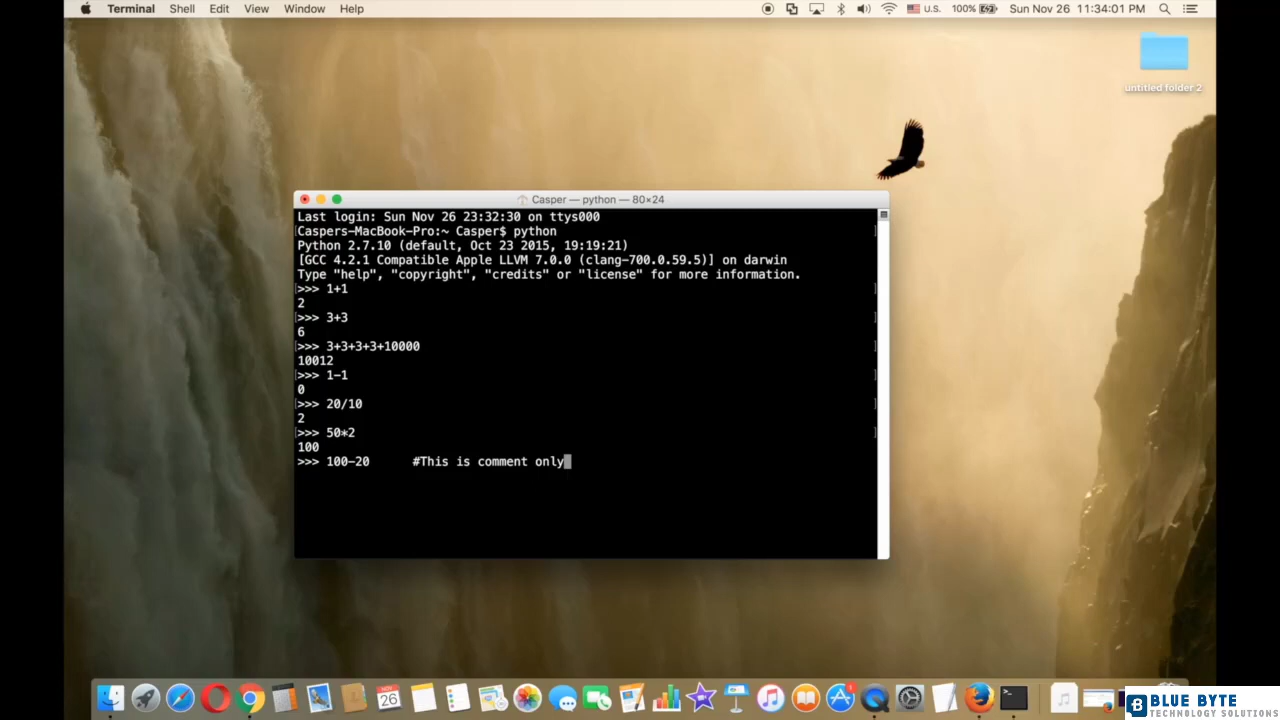 Terminal Shell Edit View Window Help U.S. 100% Sun Nov 26 11:34:01 PM
untitled folder 2
Casper — python — 80×24
Last login: Sun Nov 26 23:32:30 on ttys000
Caspers-MacBook-Pro:~ Casper$ python
Python 2.7.10 (default, Oct 23 2015, 19:19:21)
[GCC 4.2.1 Compatible Apple LLVM 7.0.0 (clang-700.0.59.5)] on darwin
Type "help", "copyright", "credits" or "license" for more information.
>>> 1+1
2
>>> 3+3
6
>>> 3+3+3+3+10000
10012
>>> 1-1
0
>>> 20/10
2
>>> 50*2
100
>>> 100-20      #This is comment only
NOV
26
BLUE BYTE
TECHNOLOGY SOLUTIONS